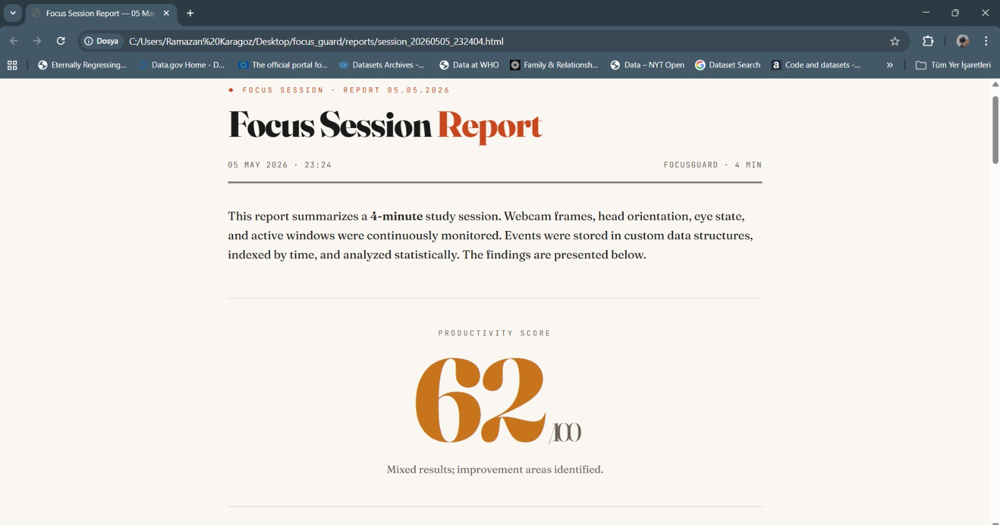 Focus Session Report — 05 Ma
Dosya
C:/Users/Ramazan%20Karagoz/Desktop/focus_guard/reports/session_20260505_232404.html
Eternally Regressing... Data.gov Home - D... The official portal fo... Datasets Archives -... Data at WHO Family & Relationsh... Data – NYT Open Dataset Search Code and datasets -... » Tüm Yer İşaretleri
◆ FOCUS SESSION · REPORT 05.05.2026
Focus Session Report
05 MAY 2026 · 23:24
FOCUSGUARD · 4 MIN
This report summarizes a 4-minute study session. Webcam frames, head orientation, eye state,
and active windows were continuously monitored. Events were stored in custom data structures,
indexed by time, and analyzed statistically. The findings are presented below.
PRODUCTIVITY SCORE
62/100
Mixed results; improvement areas identified.